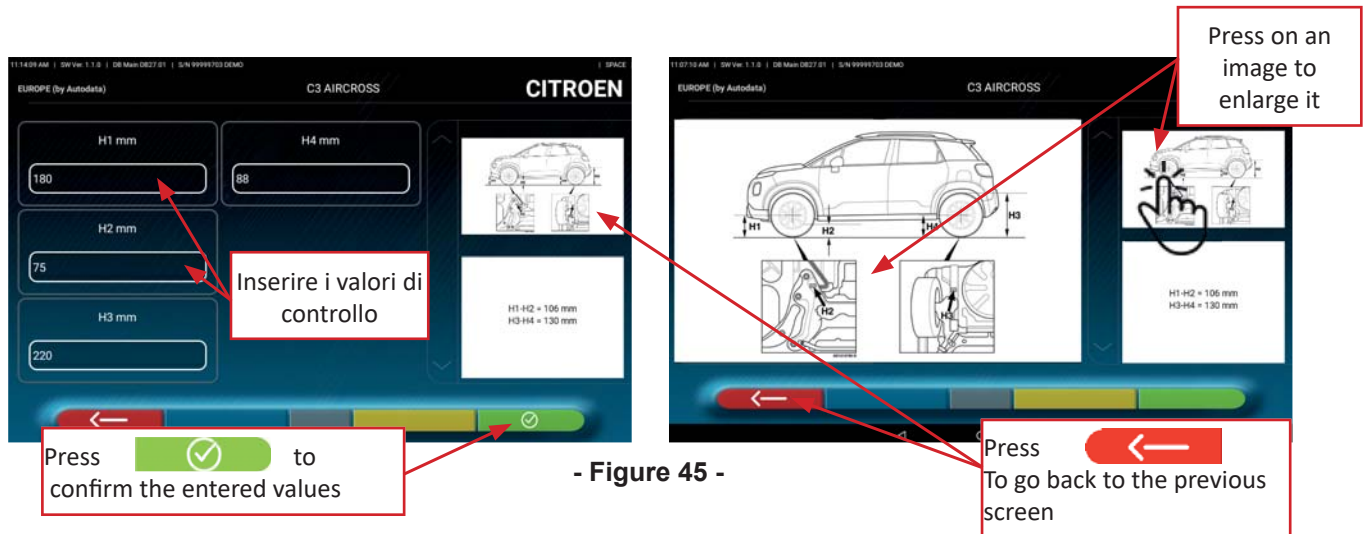 Press on an
image to
enlarge it
11:14:09 AM | SW Ver. 1.1.0 | DB Main DB27.01 | S/N 99999703 DEMO
| SPACE
EUROPE (by Autodata)
C3 AIRCROSS
CITROEN
H1 mm
180
H4 mm
88
H2 mm
75
H3 mm
220
H1-H2 = 106 mm
H3-H4 = 130 mm
Inserire i valori di
controllo
Press to
confirm the entered values
11:07:10 AM | SW Ver. 1.1.0 | DB Main DB27.01 | S/N 99999703 DEMO
EUROPE (by Autodata)
C3 AIRCROSS
H1
H2
H4
H3
H2
H3
H1-H2 = 106 mm
H3-H4 = 130 mm
Press
To go back to the previous
screen
- Figure 45 -